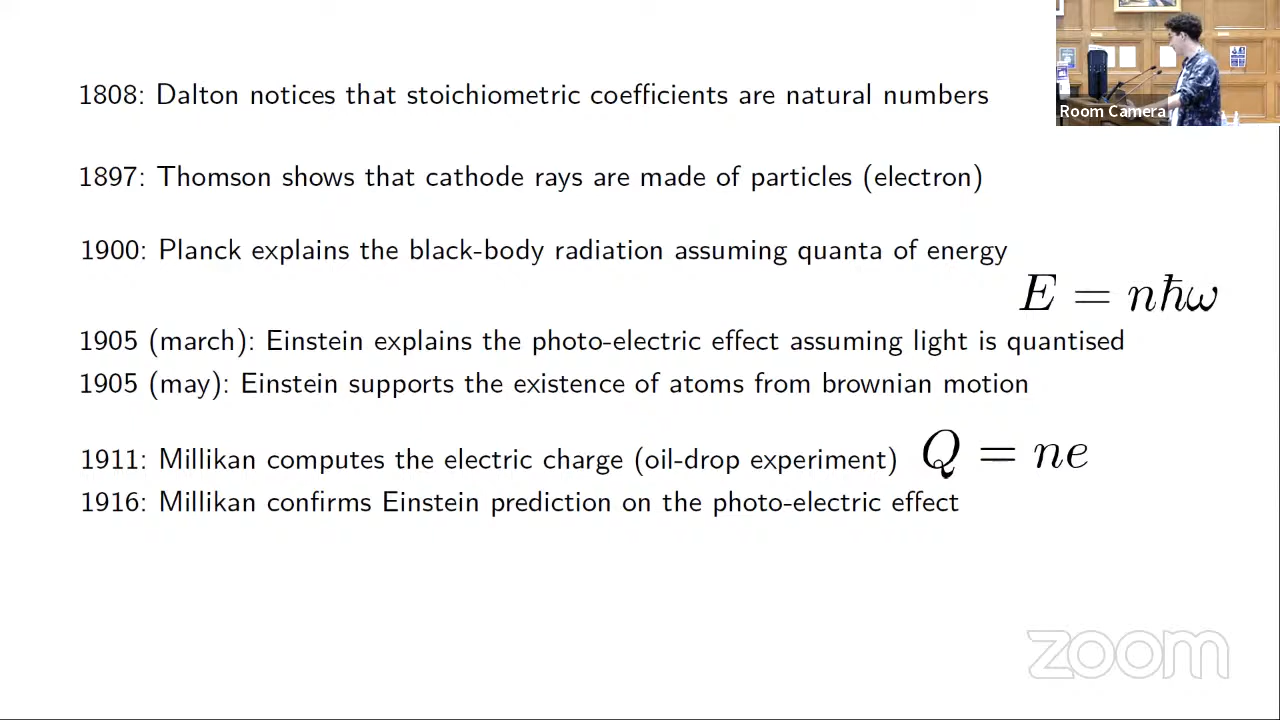 1808: Dalton notices that stoichiometric coefficients are natural numbers
Room Camera
1897: Thomson shows that cathode rays are made of particles (electron)
1900: Planck explains the black-body radiation assuming quanta of energy
E = nħω
1905 (march): Einstein explains the photo-electric effect assuming light is quantised
1905 (may): Einstein supports the existence of atoms from brownian motion
1911: Millikan computes the electric charge (oil-drop experiment) Q = ne
1916: Millikan confirms Einstein prediction on the photo-electric effect
zoom